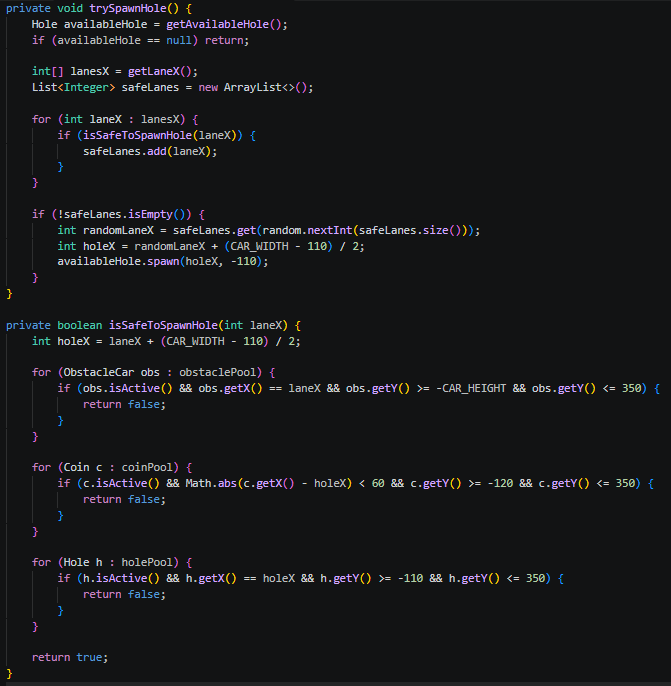 private void trySpawnHole() {
    Hole availableHole = getAvailableHole();
    if (availableHole == null) return;

    int[] lanesX = getLaneX();
    List<Integer> safeLanes = new ArrayList<>();

    for (int laneX : lanesX) {
        if (isSafeToSpawnHole(laneX)) {
            safeLanes.add(laneX);
        }
    }

    if (!safeLanes.isEmpty()) {
        int randomLaneX = safeLanes.get(random.nextInt(safeLanes.size()));
        int holeX = randomLaneX + (CAR_WIDTH - 110) / 2;
        availableHole.spawn(holeX, -110);
    }
}

private boolean isSafeToSpawnHole(int laneX) {
    int holeX = laneX + (CAR_WIDTH - 110) / 2;

    for (ObstacleCar obs : obstaclePool) {
        if (obs.isActive() && obs.getX() == laneX && obs.getY() >= -CAR_HEIGHT && obs.getY() <= 350) {
            return false;
        }
    }

    for (Coin c : coinPool) {
        if (c.isActive() && Math.abs(c.getX() - holeX) < 60 && c.getY() >= -120 && c.getY() <= 350) {
            return false;
        }
    }

    for (Hole h : holePool) {
        if (h.isActive() && h.getX() == holeX && h.getY() >= -110 && h.getY() <= 350) {
            return false;
        }
    }

    return true;
}